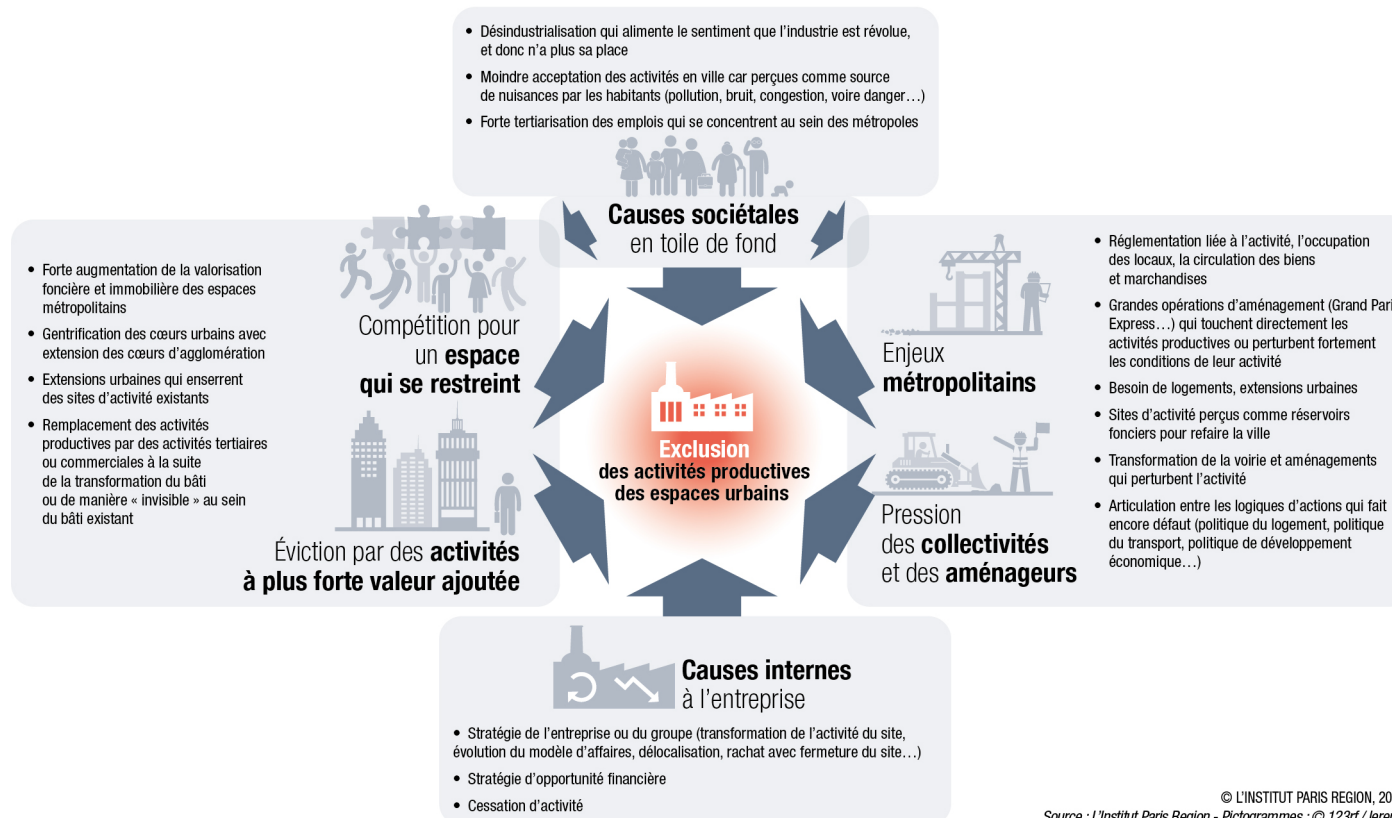 • Désindustrialisation qui alimente le sentiment que l'industrie est révolue,
et donc n'a plus sa place
• Moindre acceptation des activités en ville car perçues comme source
de nuisances par les habitants (pollution, bruit, congestion, voire danger…)
• Forte tertiarisation des emplois qui se concentrent au sein des métropoles
Causes sociétales
en toile de fond
• Forte augmentation de la valorisation
foncière et immobilière des espaces
métropolitains
• Gentrification des cœurs urbains avec
extension des cœurs d'agglomération
• Extensions urbaines qui enserrent
des sites d'activité existants
• Remplacement des activités
productives par des activités tertiaires
ou commerciales à la suite
de la transformation du bâti
ou de manière « invisible » au sein
du bâti existant
Compétition pour
un espace
qui se restreint
Éviction par des activités
à plus forte valeur ajoutée
Exclusion
des activités productives
des espaces urbains
Enjeux
métropolitains
Pression
des collectivités
et des aménageurs
• Réglementation liée à l'activité, l'occupation
des locaux, la circulation des biens
et marchandises
• Grandes opérations d'aménagement (Grand Pari
Express…) qui touchent directement les
activités productives ou perturbent fortement
les conditions de leur activité
• Besoin de logements, extensions urbaines
• Sites d'activité perçus comme réservoirs
fonciers pour refaire la ville
• Transformation de la voirie et aménagements
qui perturbent l'activité
• Articulation entre les logiques d'actions qui fait
encore défaut (politique du logement, politique
du transport, politique de développement
économique…)
Causes internes
à l'entreprise
• Stratégie de l'entreprise ou du groupe (transformation de l'activité du site,
évolution du modèle d'affaires, délocalisation, rachat avec fermeture du site…)
• Stratégie d'opportunité financière
• Cessation d'activité
© L'INSTITUT PARIS REGION, 20
Source : L'Institut Paris Region - Pictogrammes : © 123rf /